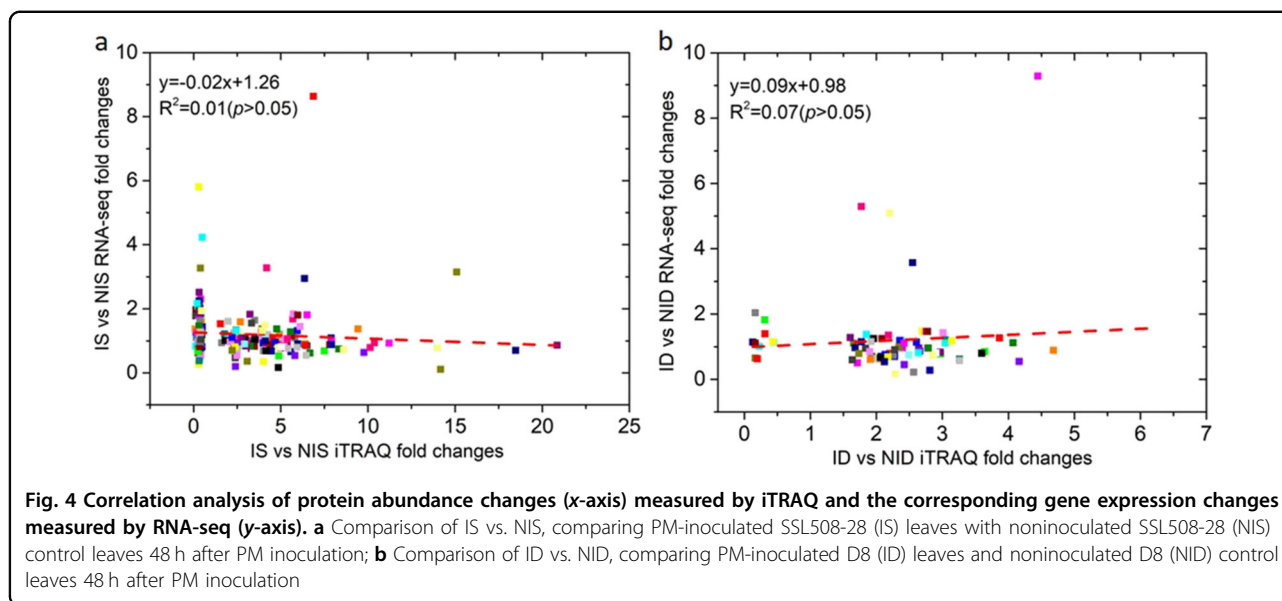 a
10
8
6
4
2
0
y=-0.02x+1.26
R²=0.01(p>0.05)
IS vs NIS RNA-seq fold changes
0 5 10 15 20 25
IS vs NIS iTRAQ fold changes
b
10
8
6
4
2
0
y=0.09x+0.98
R²=0.07(p>0.05)
ID vs NID RNA-seq fold changes
0 1 2 3 4 5 6 7
ID vs NID iTRAQ fold changes
Fig. 4 Correlation analysis of protein abundance changes (x-axis) measured by iTRAQ and the corresponding gene expression changes
measured by RNA-seq (y-axis). a Comparison of IS vs. NIS, comparing PM-inoculated SSL508-28 (IS) leaves with noninoculated SSL508-28 (NIS)
control leaves 48 h after PM inoculation; b Comparison of ID vs. NID, comparing PM-inoculated D8 (ID) leaves and noninoculated D8 (NID) control
leaves 48 h after PM inoculation